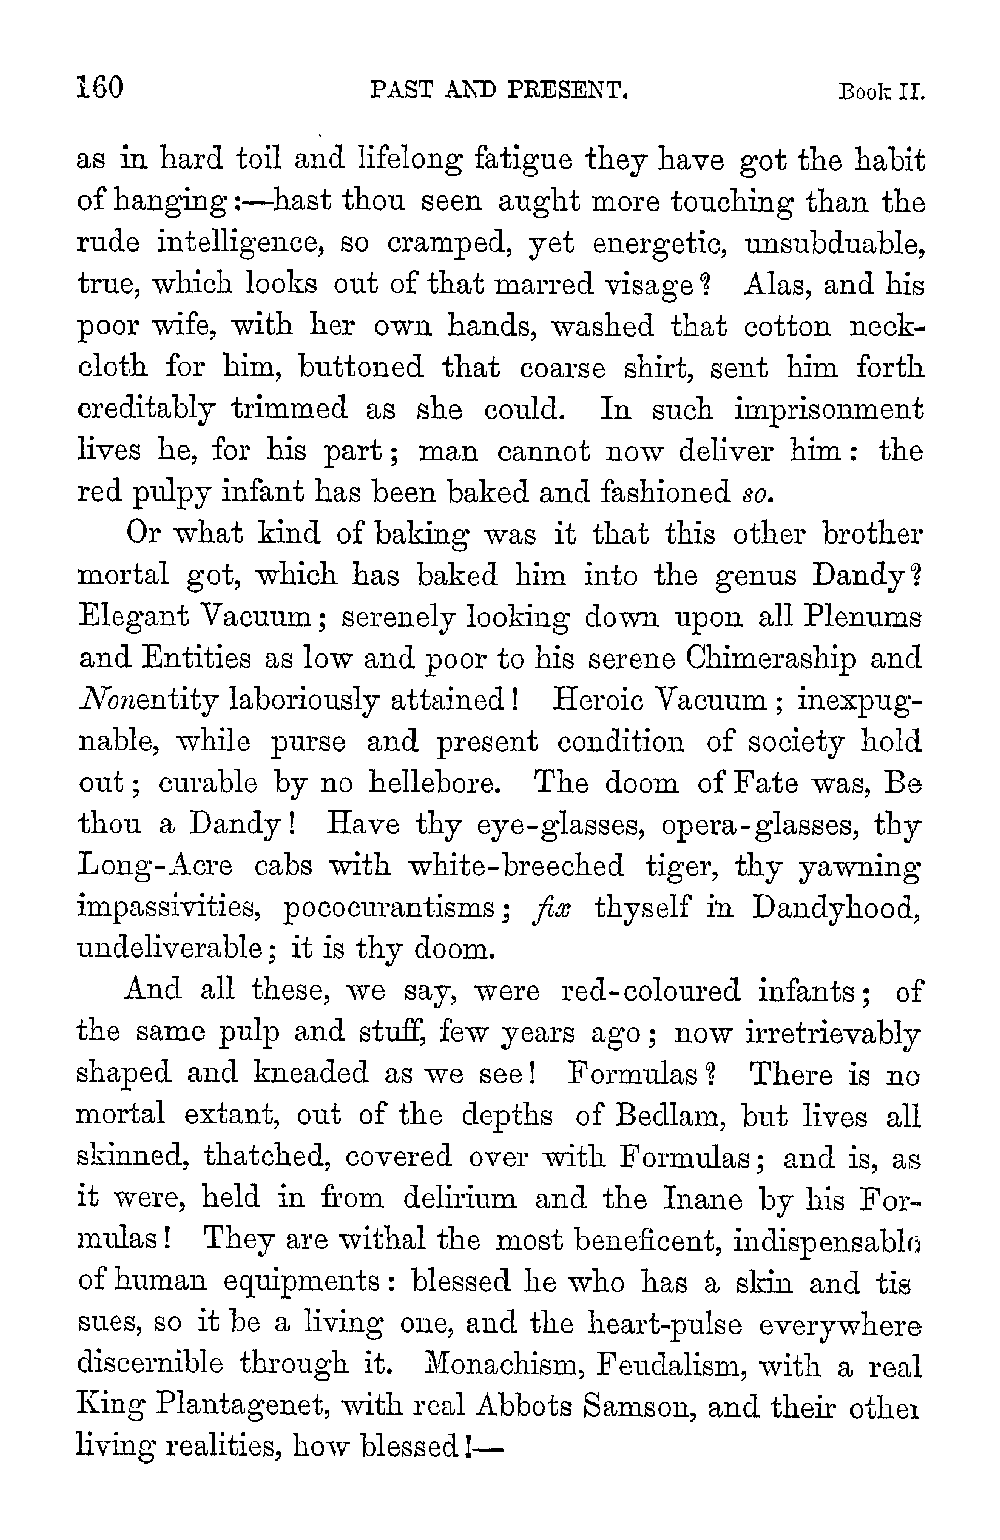 160 PAST AND PRESENT. Book II.
as in hard toil and lifelong fatigue they have got the habit
of hanging:—hast thou seen aught more touching than the
rude intelligence, so cramped, yet energetic, unsubduable,
true, which looks out of that marred visage? Alas, and his
poor wife, with her own hands, washed that cotton neck-
cloth for him, buttoned that coarse shirt, sent him forth
creditably trimmed as she could. In such imprisonment
lives he, for his part; man cannot now deliver him: the
red pulpy infant has been baked and fashioned so.
Or what kind of baking was it that this other brother
mortal got, which has baked him into the genus Dandy?
Elegant Vacuum; serenely looking down upon all Plenums
and Entities as low and poor to his serene Chimeraship and
Nonentity laboriously attained! Heroic Vacuum; inexpug-
nable, while purse and present condition of society hold
out; curable by no hellebore. The doom of Fate was, Be
thou a Dandy! Have thy eye-glasses, opera-glasses, thy
Long-Acre cabs with white-breeched tiger, thy yawning
impassivities, pococurantisms; fix thyself in Dandyhood,
undeliverable; it is thy doom.
And all these, we say, were red-coloured infants; of
the same pulp and stuff, few years ago; now irretrievably
shaped and kneaded as we see! Formulas? There is no
mortal extant, out of the depths of Bedlam, but lives all
skinned, thatched, covered over with Formulas; and is, as
it were, held in from delirium and the Inane by his For-
mulas! They are withal the most beneficent, indispensable
of human equipments: blessed he who has a skin and tis
sues, so it be a living one, and the heart-pulse everywhere
discernible through it. Monachism, Feudalism, with a real
King Plantagenet, with real Abbots Samson, and their other
living realities, how blessed!—